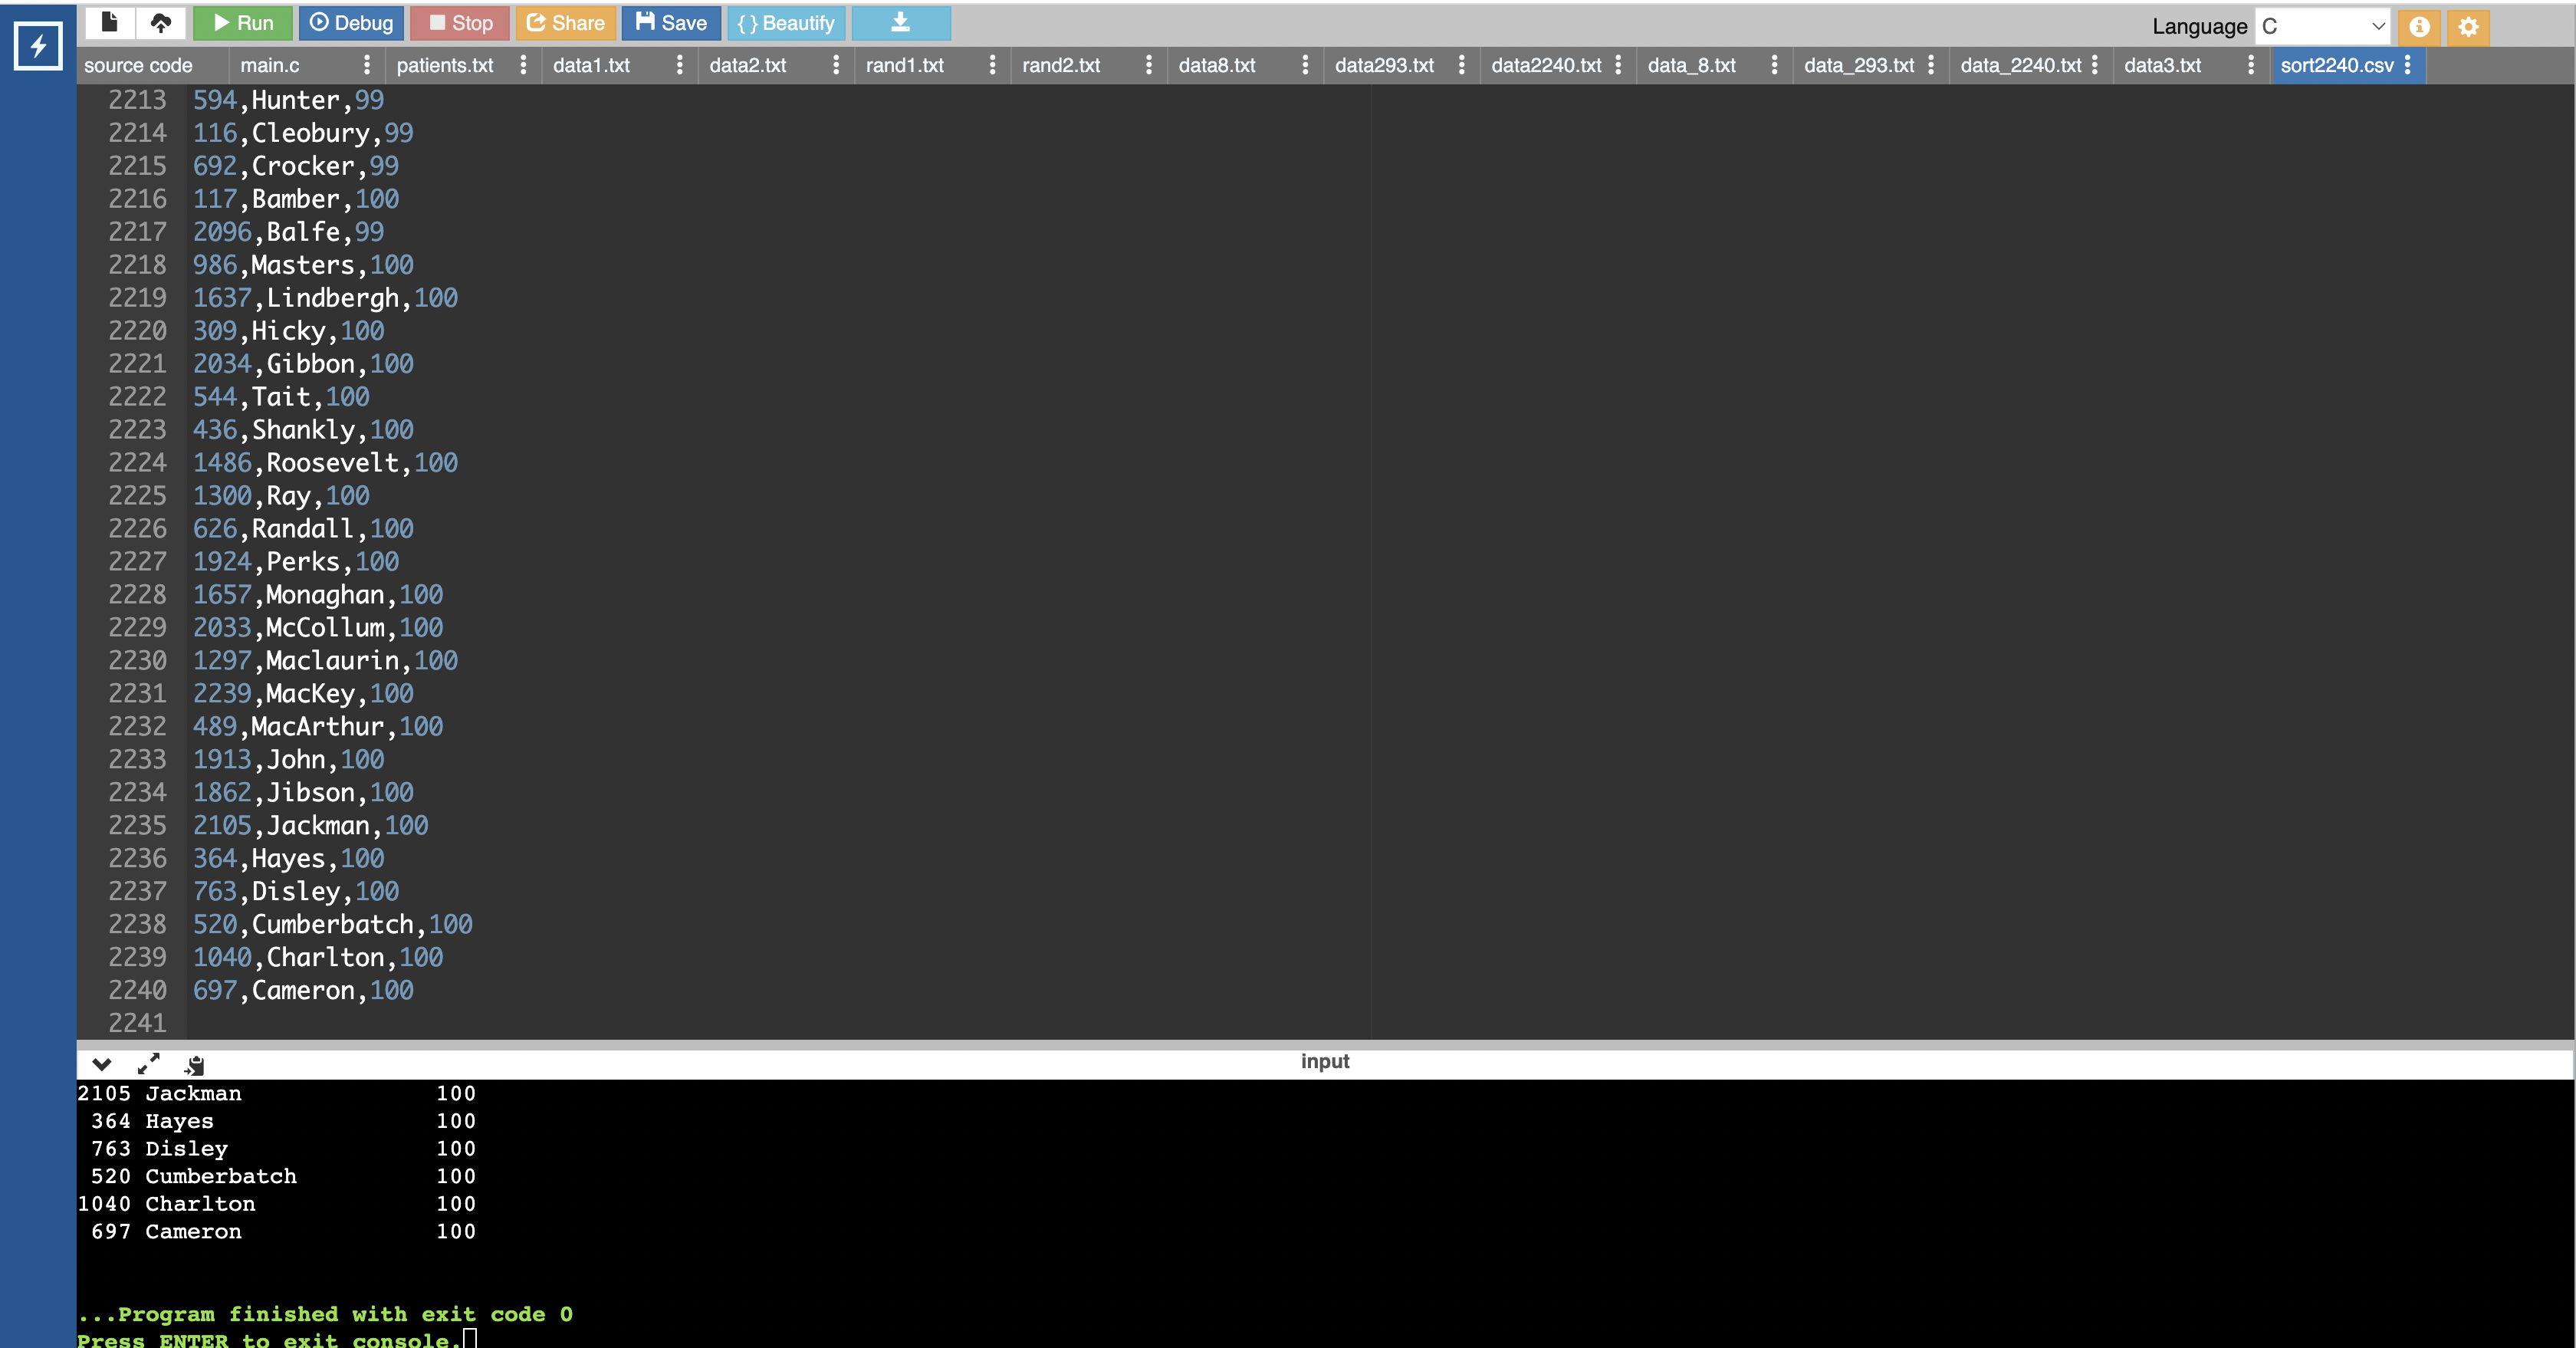 Run Debug Stop Share Save { } Beautify Language C
source code main.c patients.txt data1.txt data2.txt rand1.txt rand2.txt data8.txt data293.txt data2240.txt data_8.txt data_293.txt data_2240.txt data3.txt sort2240.csv
2213 594,Hunter,99
2214 116,Cleobury,99
2215 692,Crocker,99
2216 117,Bamber,100
2217 2096,Balfe,99
2218 986,Masters,100
2219 1637,Lindbergh,100
2220 309,Hicky,100
2221 2034,Gibbon,100
2222 544,Tait,100
2223 436,Shankly,100
2224 1486,Roosevelt,100
2225 1300,Ray,100
2226 626,Randall,100
2227 1924,Perks,100
2228 1657,Monaghan,100
2229 2033,McCollum,100
2230 1297,Maclaurin,100
2231 2239,MacKey,100
2232 489,MacArthur,100
2233 1913,John,100
2234 1862,Jibson,100
2235 2105,Jackman,100
2236 364,Hayes,100
2237 763,Disley,100
2238 520,Cumberbatch,100
2239 1040,Charlton,100
2240 697,Cameron,100
2241
input
2105 Jackman 100
364 Hayes 100
763 Disley 100
520 Cumberbatch 100
1040 Charlton 100
697 Cameron 100
...Program finished with exit code 0
Press ENTER to exit console.